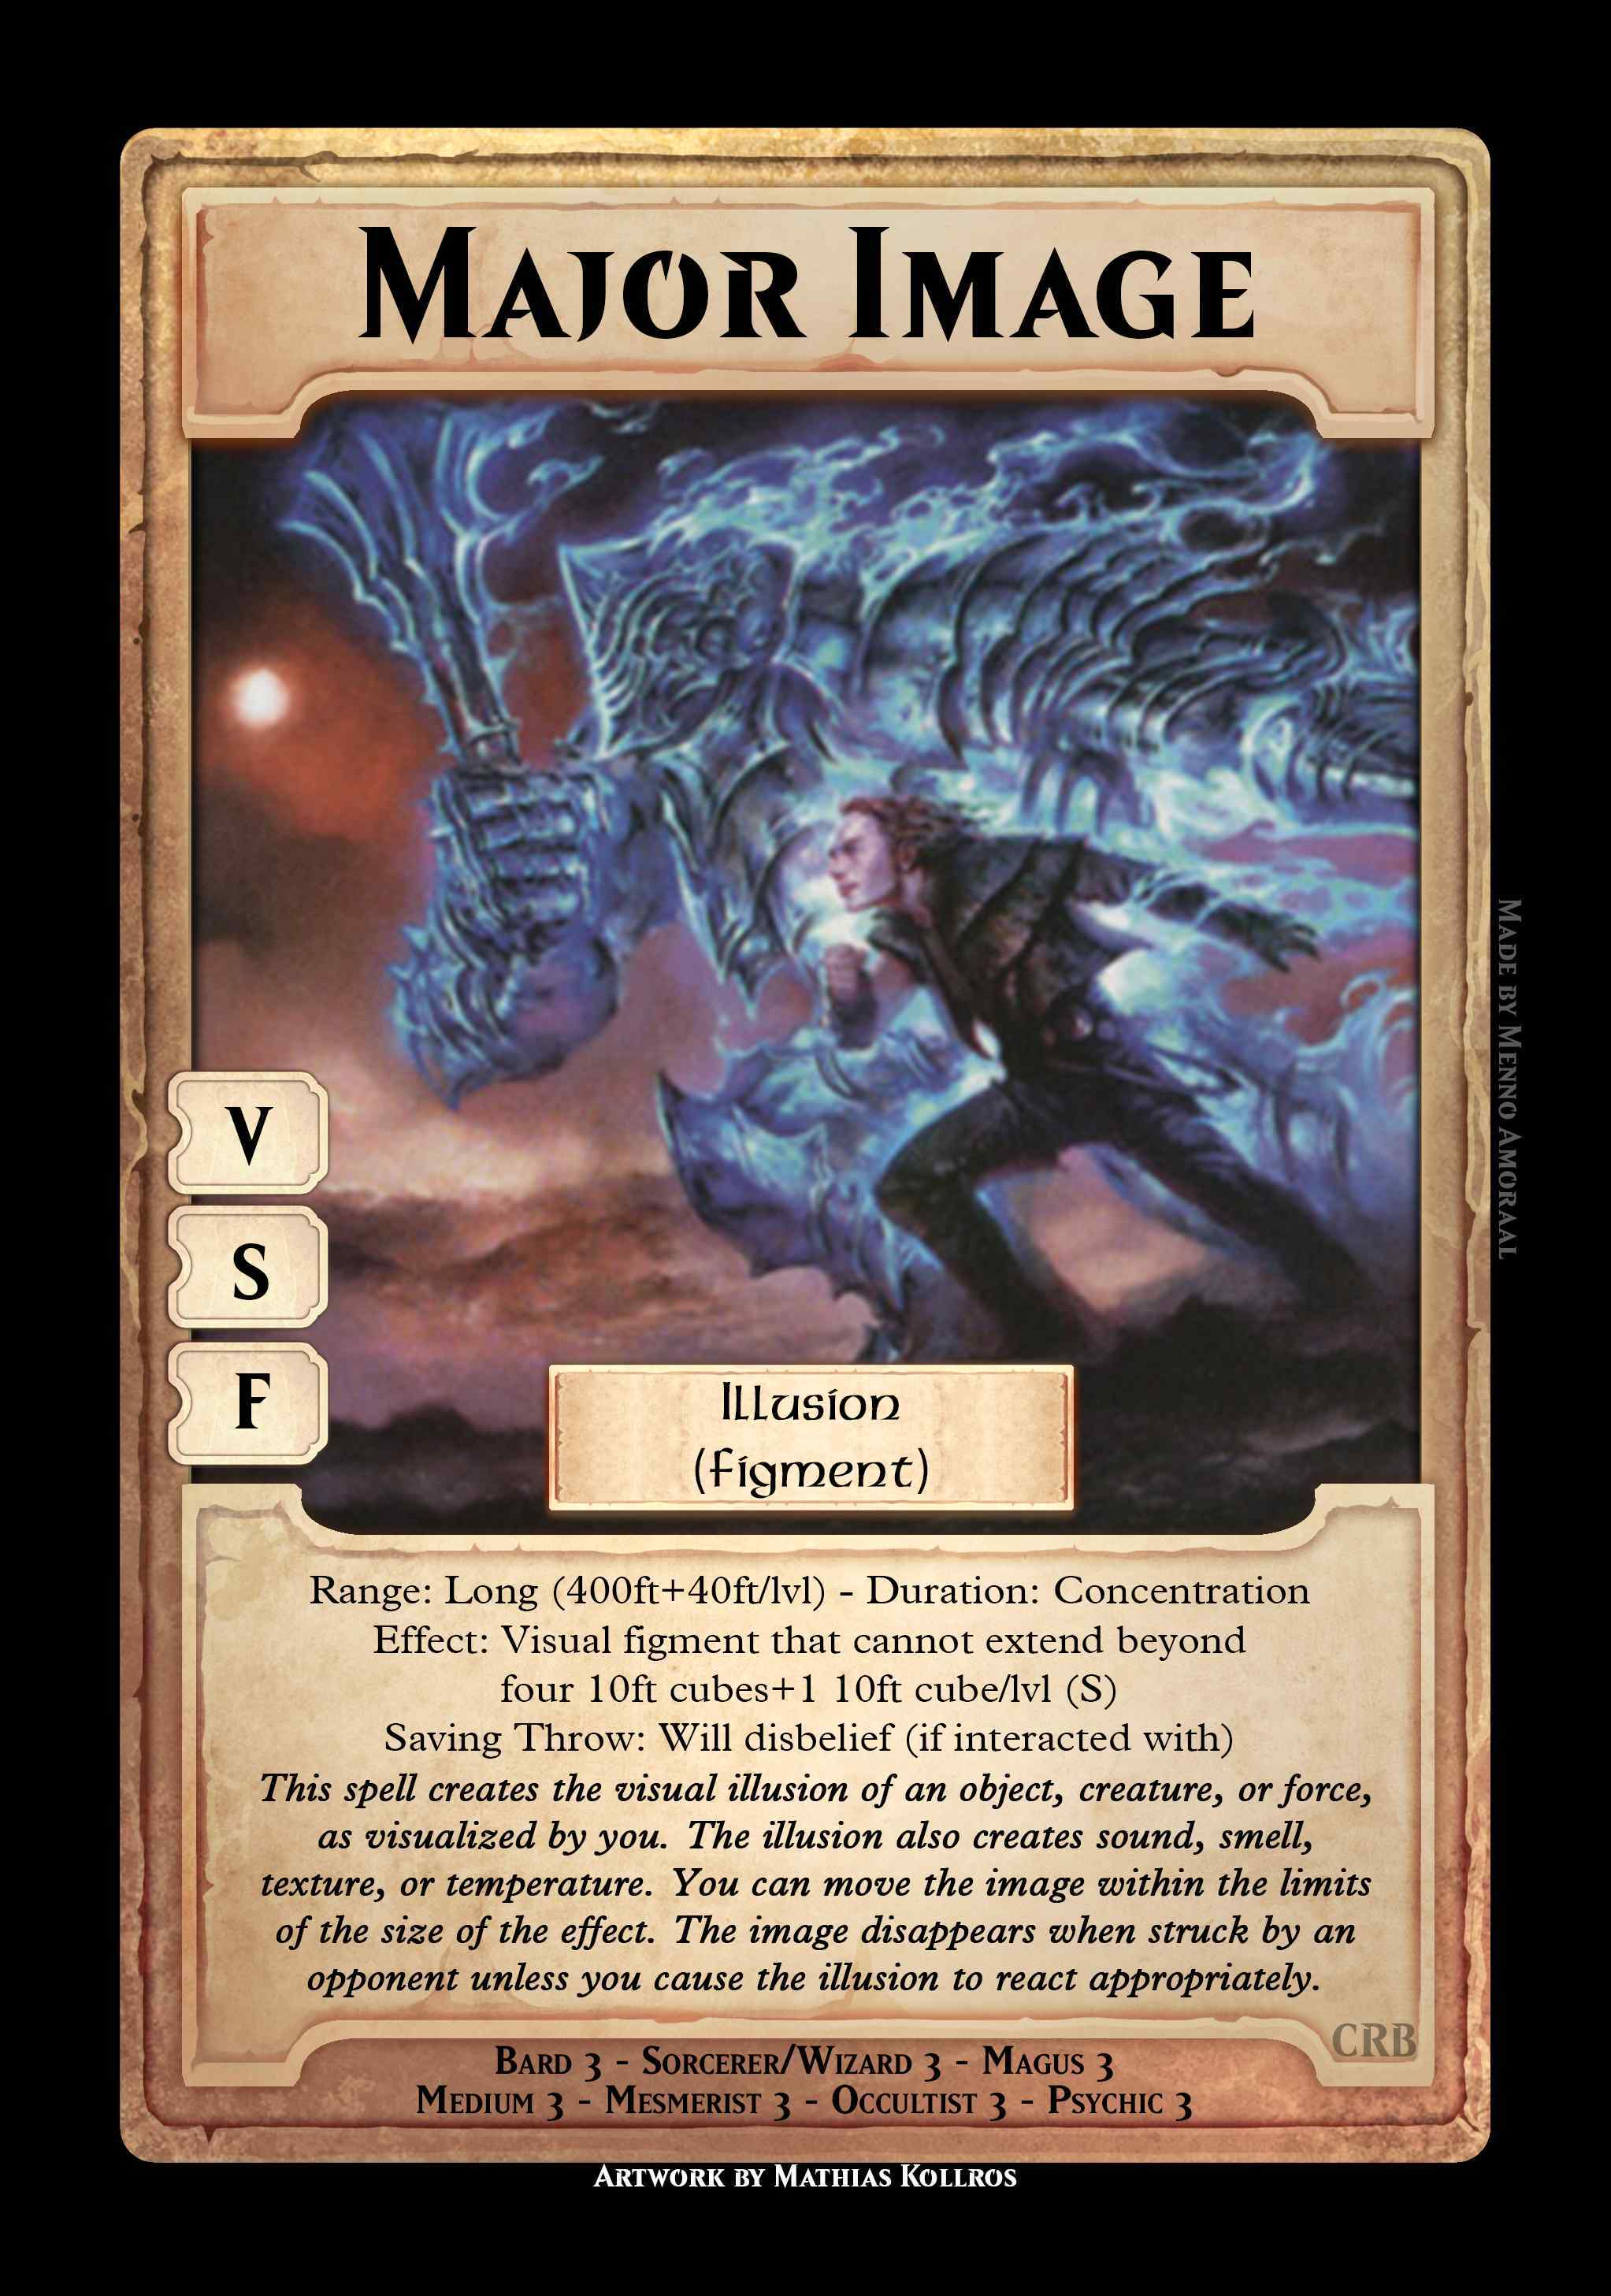 Major Image
V
S
F
Illusion
(Figment)
Range: Long (400ft+40ft/lvl) - Duration: Concentration
Effect: Visual figment that cannot extend beyond
four 10ft cubes+1 10ft cube/lvl (S)
Saving Throw: Will disbelief (if interacted with)
This spell creates the visual illusion of an object, creature, or force,
as visualized by you. The illusion also creates sound, smell,
texture, or temperature. You can move the image within the limits
of the size of the effect. The image disappears when struck by an
opponent unless you cause the illusion to react appropriately.
CRB
Bard 3 - Sorcerer/Wizard 3 - Magus 3
Medium 3 - Mesmerist 3 - Occultist 3 - Psychic 3
Artwork by Mathias Kollros
Made by Menno Amoraal